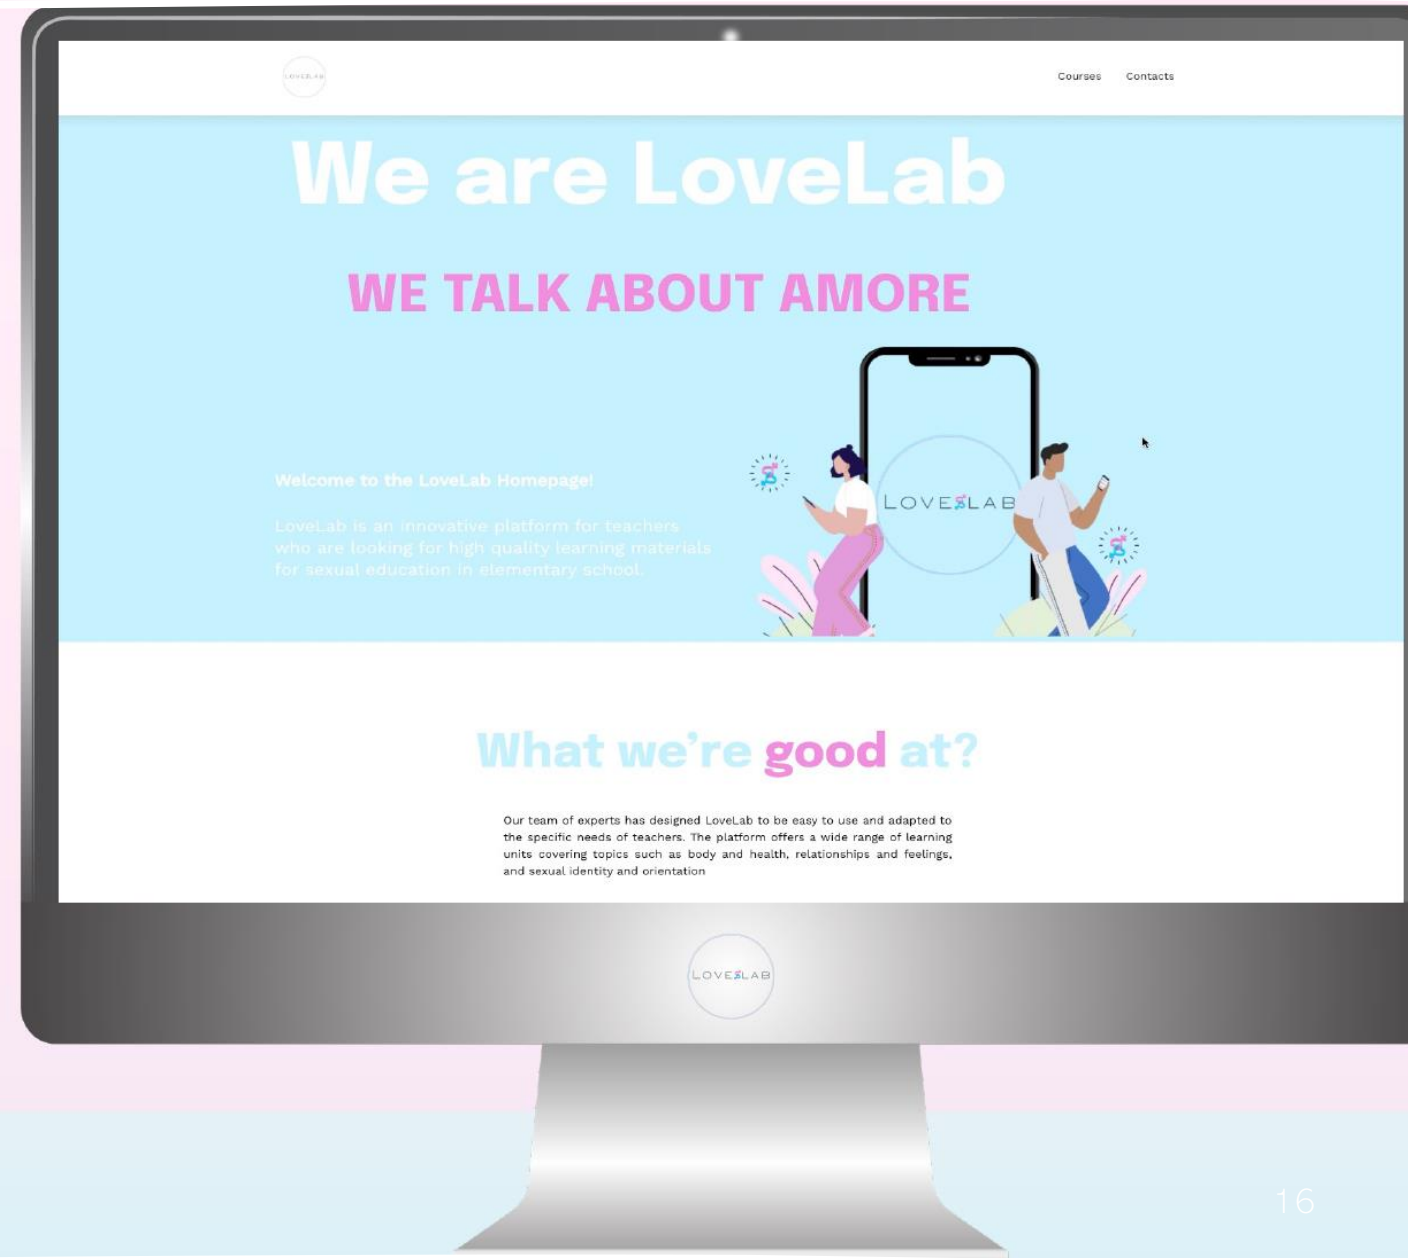 LOVELAB
Courses Contacts
We are LoveLab
WE TALK ABOUT AMORE
Welcome to the LoveLab Homepage!
LoveLab is an innovative platform for teachers
who are looking for high quality learning materials
for sexual education in elementary school.
LOVELAB
What we're good at?
Our team of experts has designed LoveLab to be easy to use and adapted to
the specific needs of teachers. The platform offers a wide range of learning
units covering topics such as body and health, relationships and feelings,
and sexual identity and orientation
LOVELAB
16